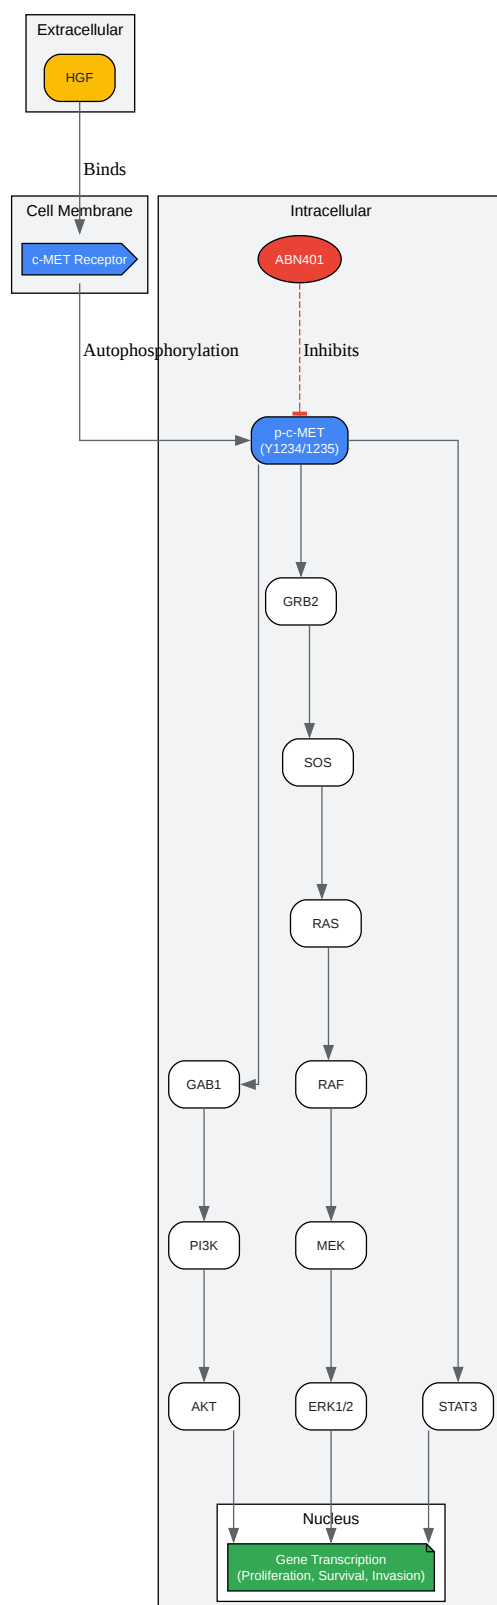 Extracellular
HGF
Binds
Cell Membrane
c-MET Receptor
Intracellular
ABN401
Autophosphorylation
Inhibits
p-c-MET
(Y1234/1235)
GRB2
SOS
RAS
GAB1
RAF
PI3K
MEK
AKT
ERK1/2
STAT3
Nucleus
Gene Transcription
(Proliferation, Survival, Invasion)